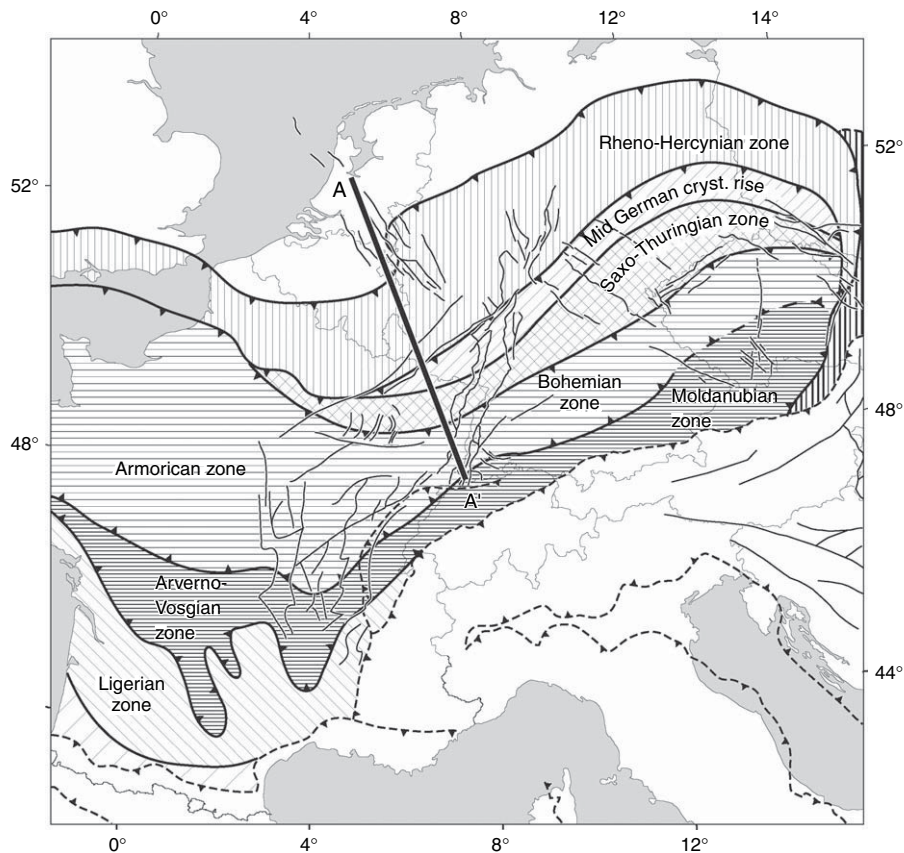 0° 4° 8° 12° 14°
Rheno-Hercynian zone
52°
52°
A
Mid German cryst. rise
Saxo-Thuringian zone
Bohemian
zone
Moldanubian
zone
48°
48°
Armorican zone
A'
Arverno-
Vosgian
zone
44°
Ligerian
zone
0° 4° 8° 12°